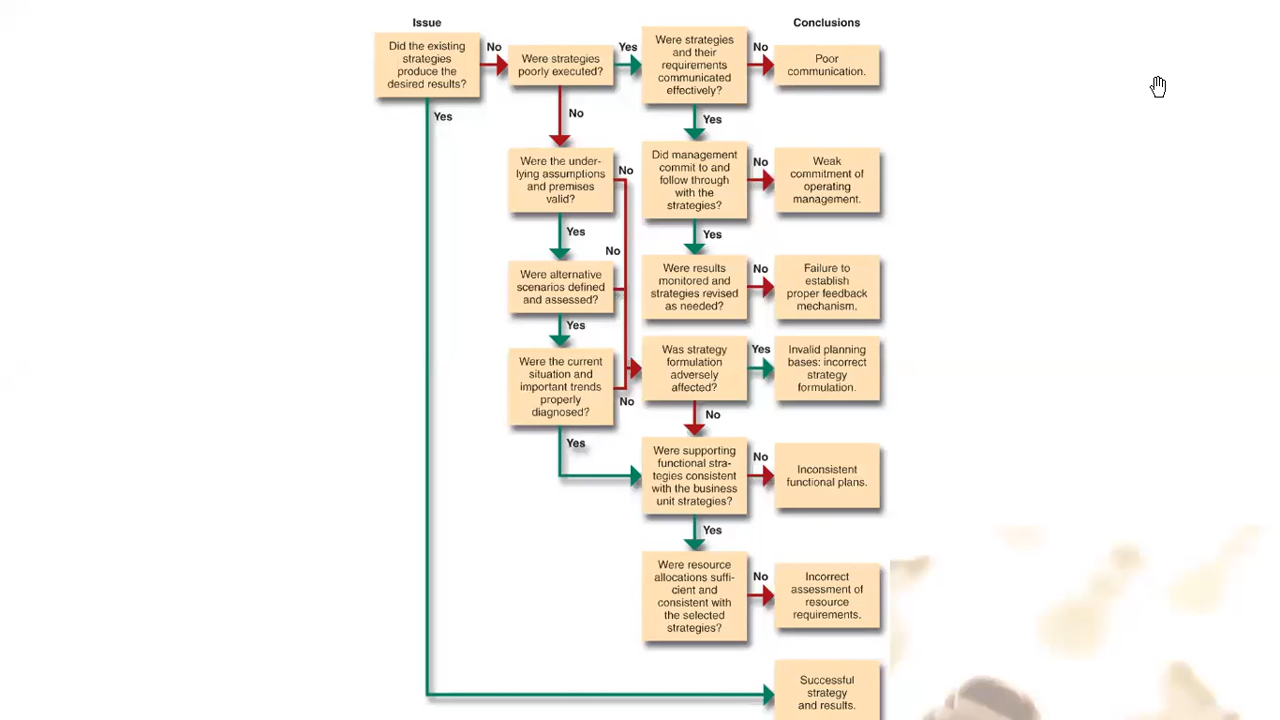 Issue
Conclusions
Did the existing
strategies
produce the
desired results?
No
Were strategies
poorly executed?
Yes
Were strategies
and their
requirements
communicated
effectively?
No
Poor
communication.
Yes
No
Yes
Were the under-
lying assumptions
and premises
valid?
No
Did management
commit to and
follow through
with the
strategies?
No
Weak
commitment of
operating
management.
Yes
Yes
No
Were alternative
scenarios defined
and assessed?
Were results
monitored and
strategies revised
as needed?
No
Failure to
establish
proper feedback
mechanism.
Yes
Were the current
situation and
important trends
properly
diagnosed?
No
Was strategy
formulation
adversely
affected?
Yes
Invalid planning
bases: incorrect
strategy
formulation.
No
Yes
Were supporting
functional stra-
tegies consistent
with the business
unit strategies?
No
Inconsistent
functional plans.
Yes
Were resource
allocations suffi-
cient and
consistent with
the selected
strategies?
No
Incorrect
assessment of
resource
requirements.
Successful
strategy
and results.